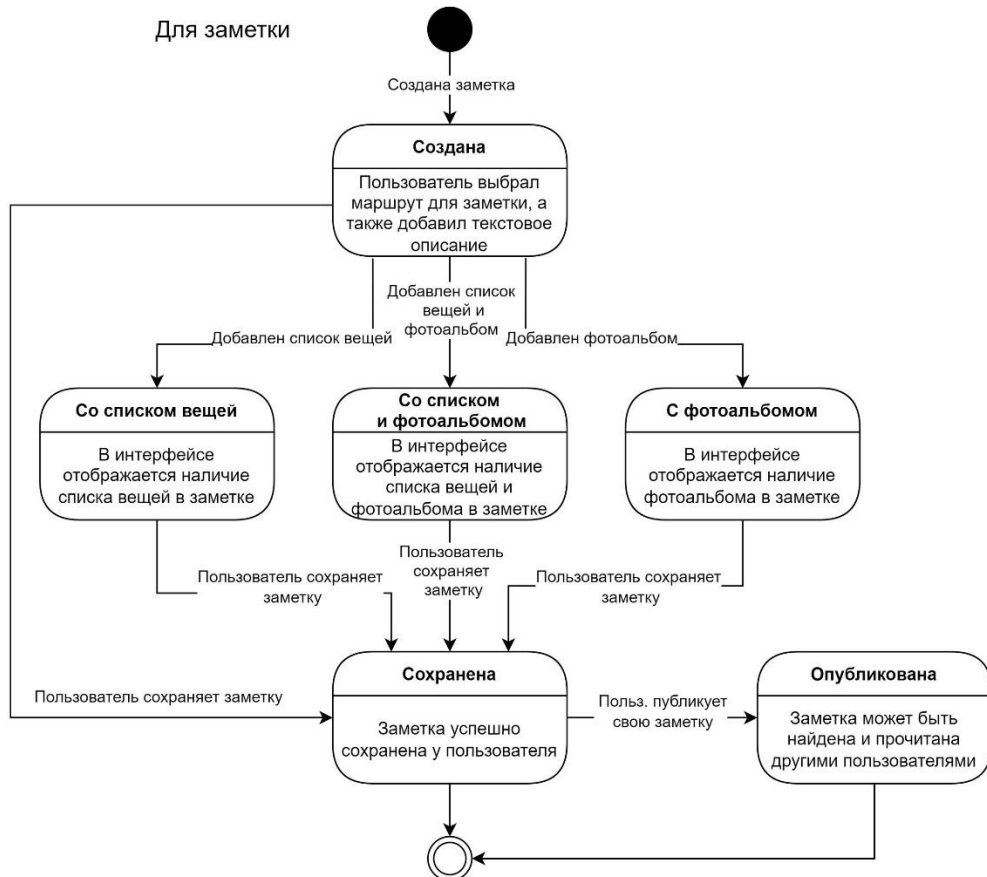 Для заметки
Создана заметка
Создана
Пользователь выбрал
маршрут для заметки, а
также добавил текстовое
описание
Добавлен список
вещей и
фотоальбом
Добавлен список вещей
Добавлен фотоальбом
Со списком вещей
В интерфейсе
отображается наличие
списка вещей в заметке
Со списком
и фотоальбомом
В интерфейсе
отображается наличие
списка вещей и
фотоальбома в заметке
С фотоальбомом
В интерфейсе
отображается наличие
фотоальбома в заметке
Пользователь сохраняет
заметку
Пользователь
сохраняет
заметку
Пользователь сохраняет
заметку
Пользователь сохраняет заметку
Сохранена
Заметка успешно
сохранена у пользователя
Польз. публикует
свою заметку
Опубликована
Заметка может быть
найдена и прочитана
другими пользователями